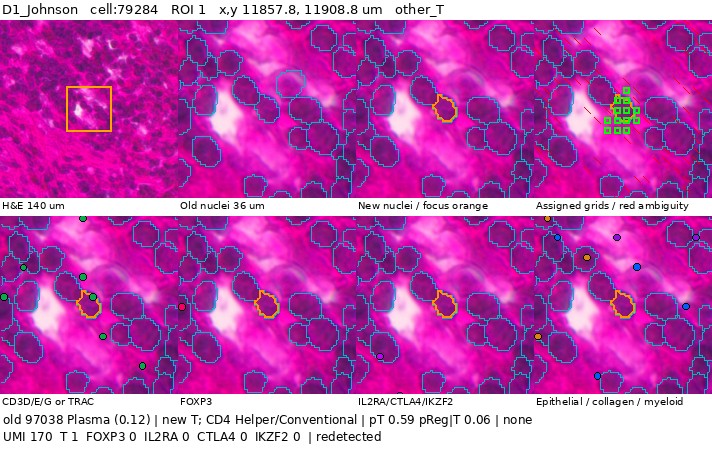 D1_Johnson cell:79284 ROI 1 x,y 11857.8, 11908.8 um other_T
H&E 140 um
Old nuclei 36 um
New nuclei / focus orange
Assigned grids / red ambiguity
CD3D/E/G or TRAC
FOXP3
IL2RA/CTLA4/IKZF2
Epithelial / collagen / myeloid
old 97038 Plasma (0.12) | new T; CD4 Helper/Conventional | pT 0.59 pReg|T 0.06 | none
UMI 170 T 1 FOXP3 0 IL2RA 0 CTLA4 0 IKZF2 0 | redetected